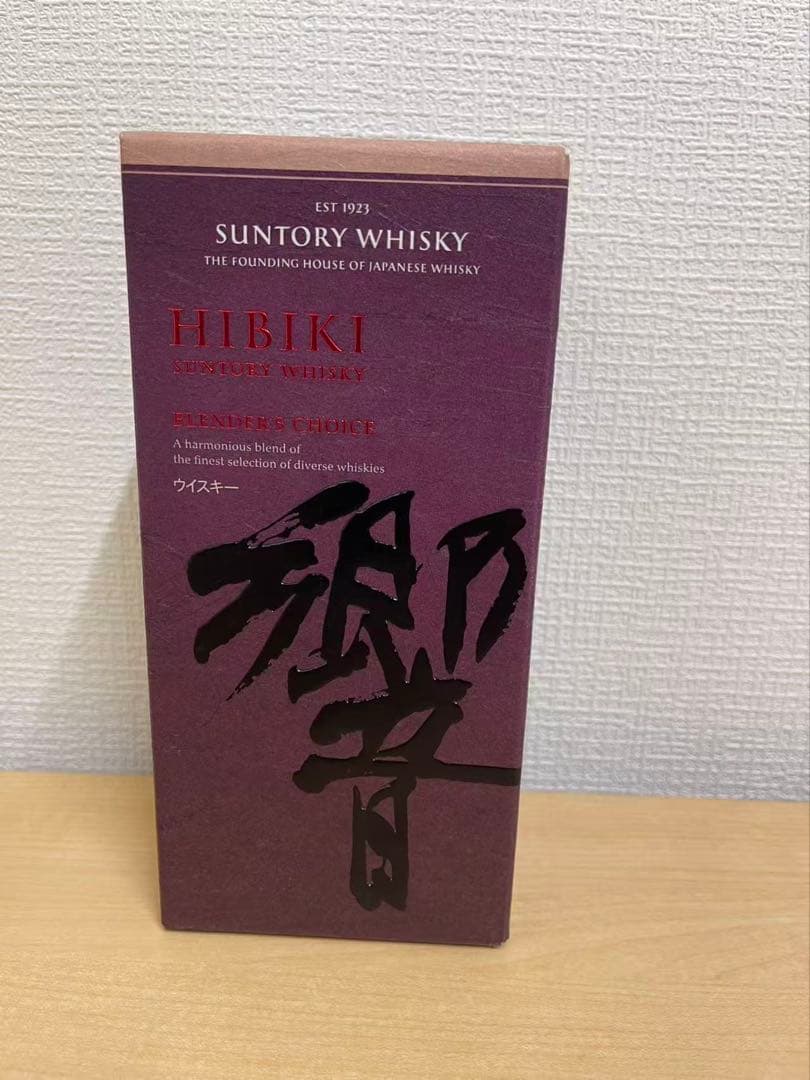 EST 1923
SUNTORY WHISKY
THE FOUNDING HOUSE OF JAPANESE WHISKY
HIBIKI
SUNTORY WHISKY
BLENDER'S CHOICE
A harmonious blend of
the finest selection of diverse whiskies
ウイスキー
響